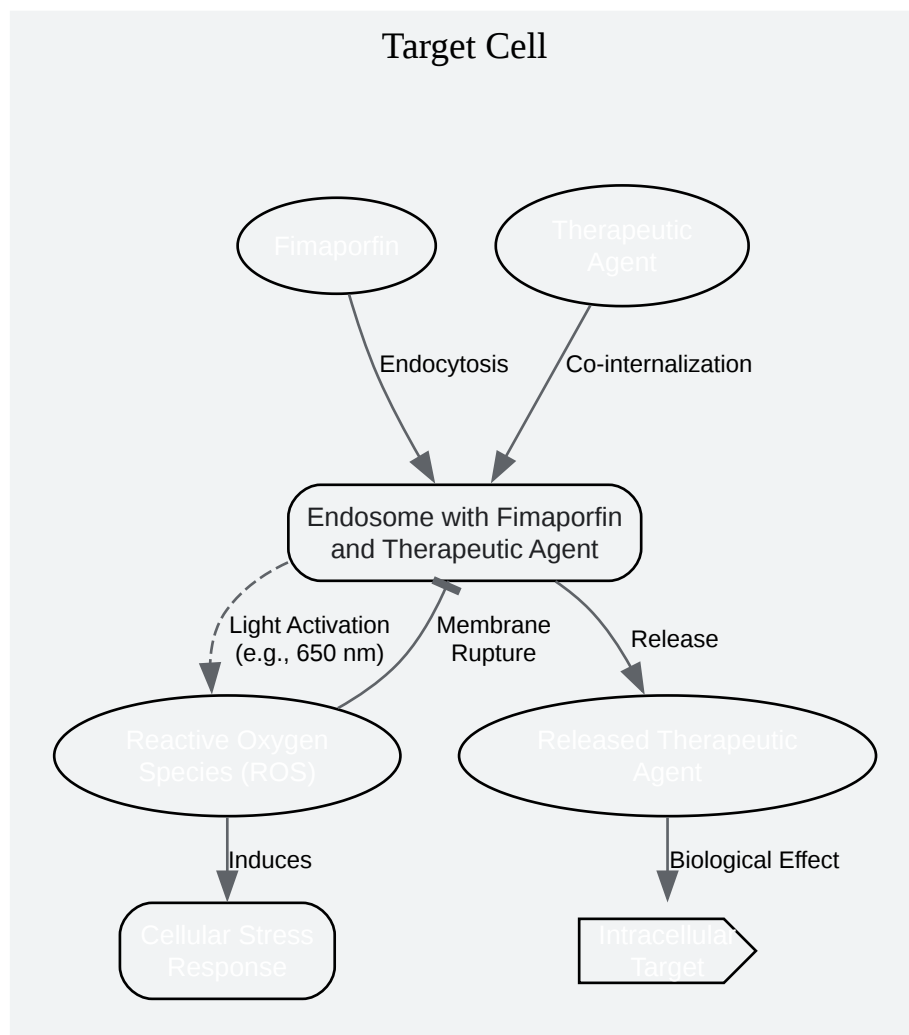 Target Cell
Fimaporfin
Therapeutic
Agent
Endocytosis
Co-internalization
Endosome with Fimaporfin
and Therapeutic Agent
Light Activation
(e.g., 650 nm)
Membrane
Rupture
Release
Reactive Oxygen
Species (ROS)
Released Therapeutic
Agent
Induces
Biological Effect
Cellular Stress
Response
Intracellular
Target